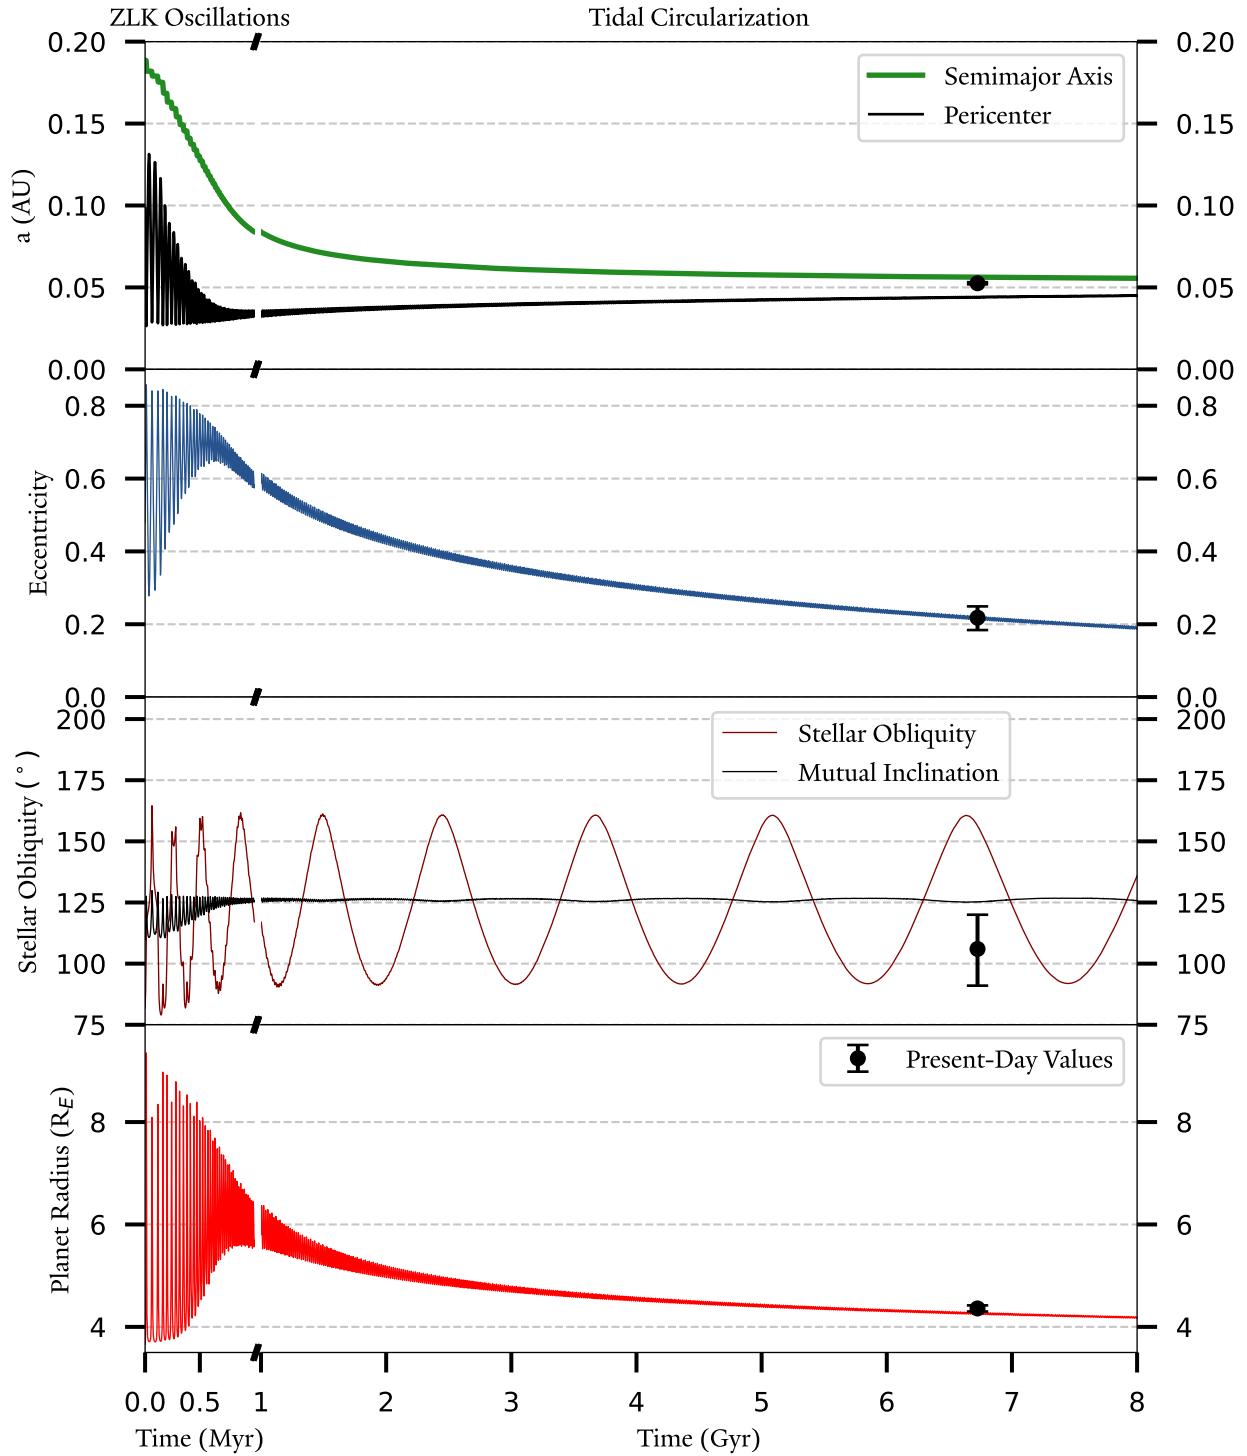 ZLK Oscillations Tidal Circularization
0.20 0.20
Semimajor Axis
0.15 0.15
Pericenter
a (AU)
0.10 0.10
0.05 0.05
0.00 0.00
0.8 0.8
Eccentricity
0.6 0.6
0.4 0.4
0.2 0.2
0.0 0.0
200 200
Stellar Obliquity
Mutual Inclination
Stellar Obliquity (°)
175 175
150 150
125 125
100 100
75 75
Present-Day Values
Planet Radius (R_E)
8 8
6 6
4 4
0.0 0.5 1 2 3 4 5 6 7 8
Time (Myr) Time (Gyr)